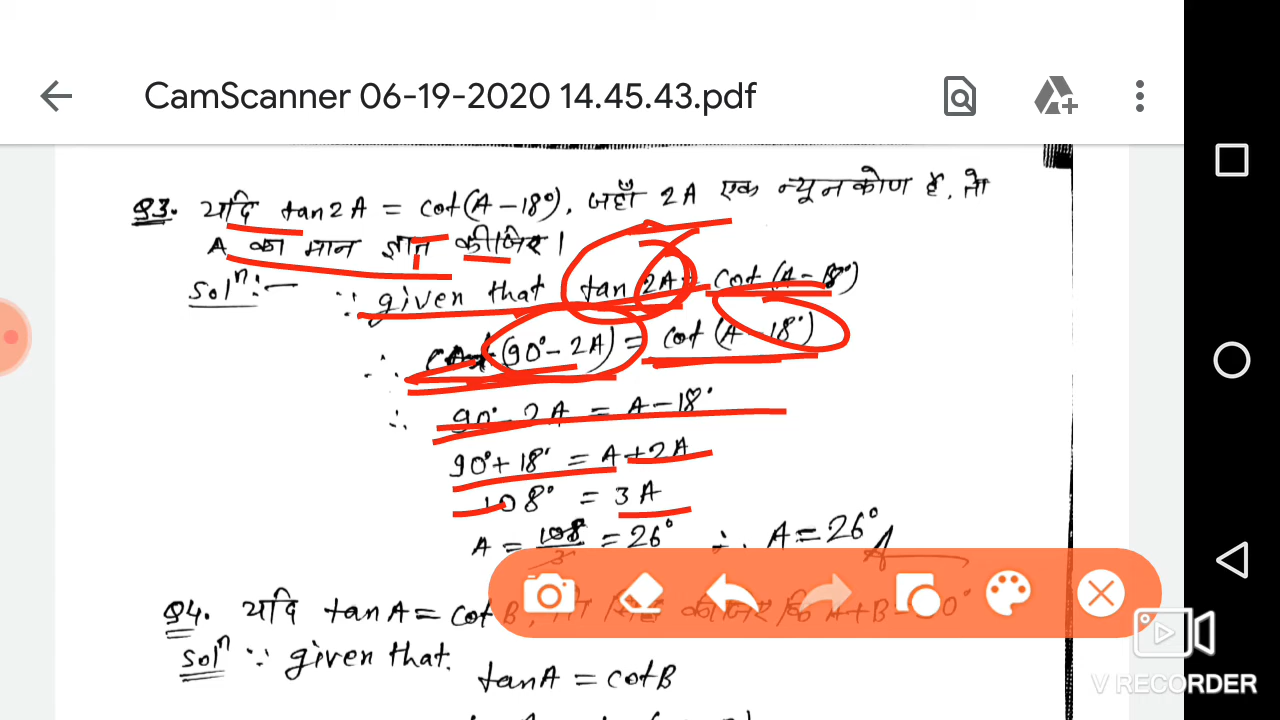 CamScanner 06-19-2020 14.45.43.pdf
Q3. यदि tan2A = cot(A-18°), जहाँ 2A एक न्यूनकोण है, तो
A का मान ज्ञात कीजिए।
Solⁿ:- ∵ given that tan 2A = cot (A-18°)
∴ cot (90°-2A) = cot (A-18°)
∴ 90°-2A = A-18°
90°+18° = A+2A
108° = 3A
A = 108/3 = 26° ∴ A = 26° A
Q4. यदि tanA = cotB, कि A+B
Solⁿ ∵ given that.
tanA = cotB
V RECORDER